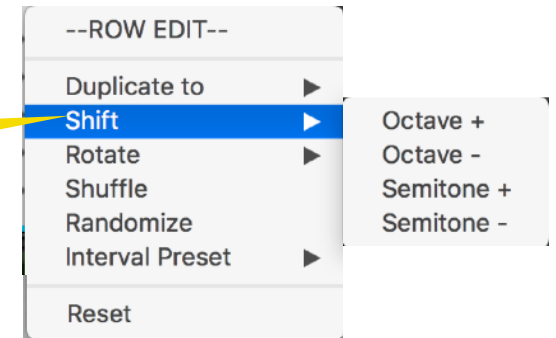 --ROW EDIT--
Duplicate to
Shift
Rotate
Shuffle
Randomize
Interval Preset
Reset
Octave +
Octave -
Semitone +
Semitone -